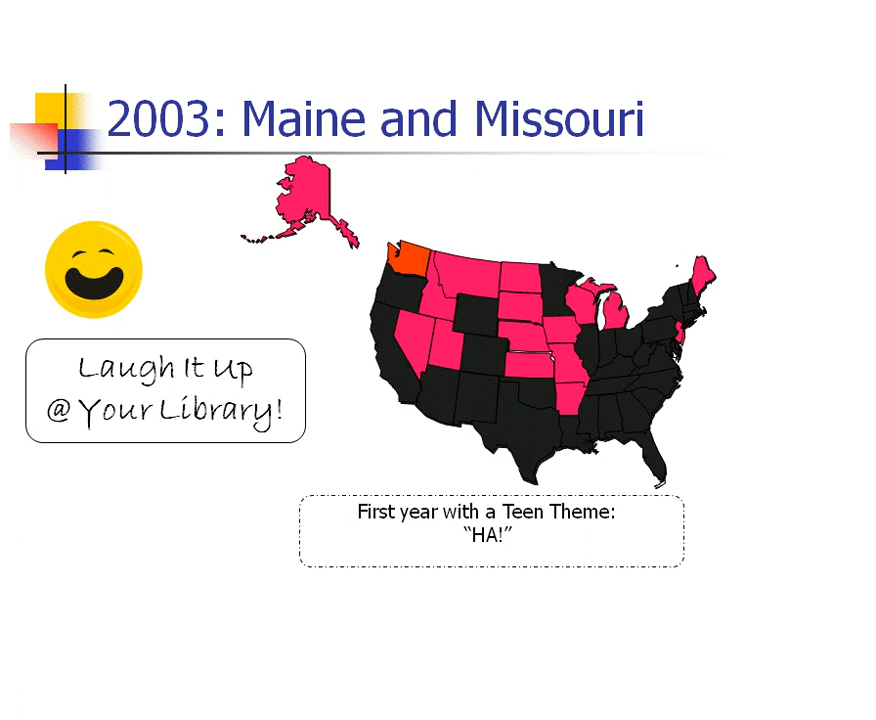 2003: Maine and Missouri
Laugh It Up
@ Your Library!
First year with a Teen Theme:
“HA!”